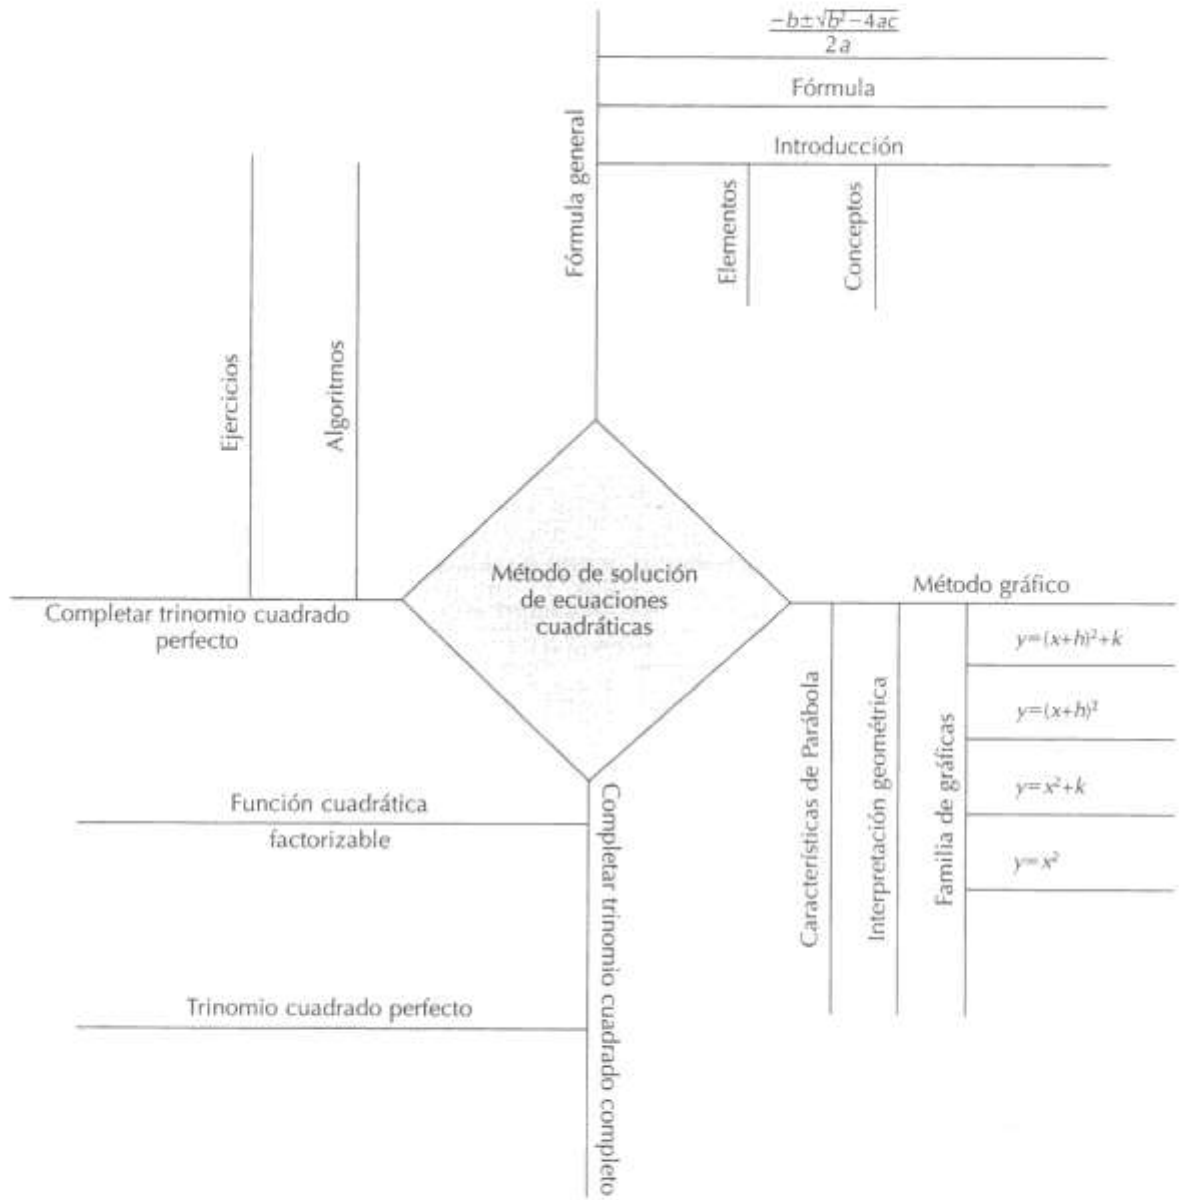 −b±√b²−4ac
2a
Fórmula
Introducción
Fórmula general
Elementos
Conceptos
Ejercicios
Algoritmos
Método de solución
de ecuaciones
cuadráticas
Completar trinomio cuadrado
perfecto
Método gráfico
y=(x+h)²+k
y=(x+h)²
y=x²+k
y=x²
Características de Parábola
Interpretación geométrica
Familia de gráficas
Función cuadrática
factorizable
Trinomio cuadrado perfecto
Completar trinomio cuadrado completo